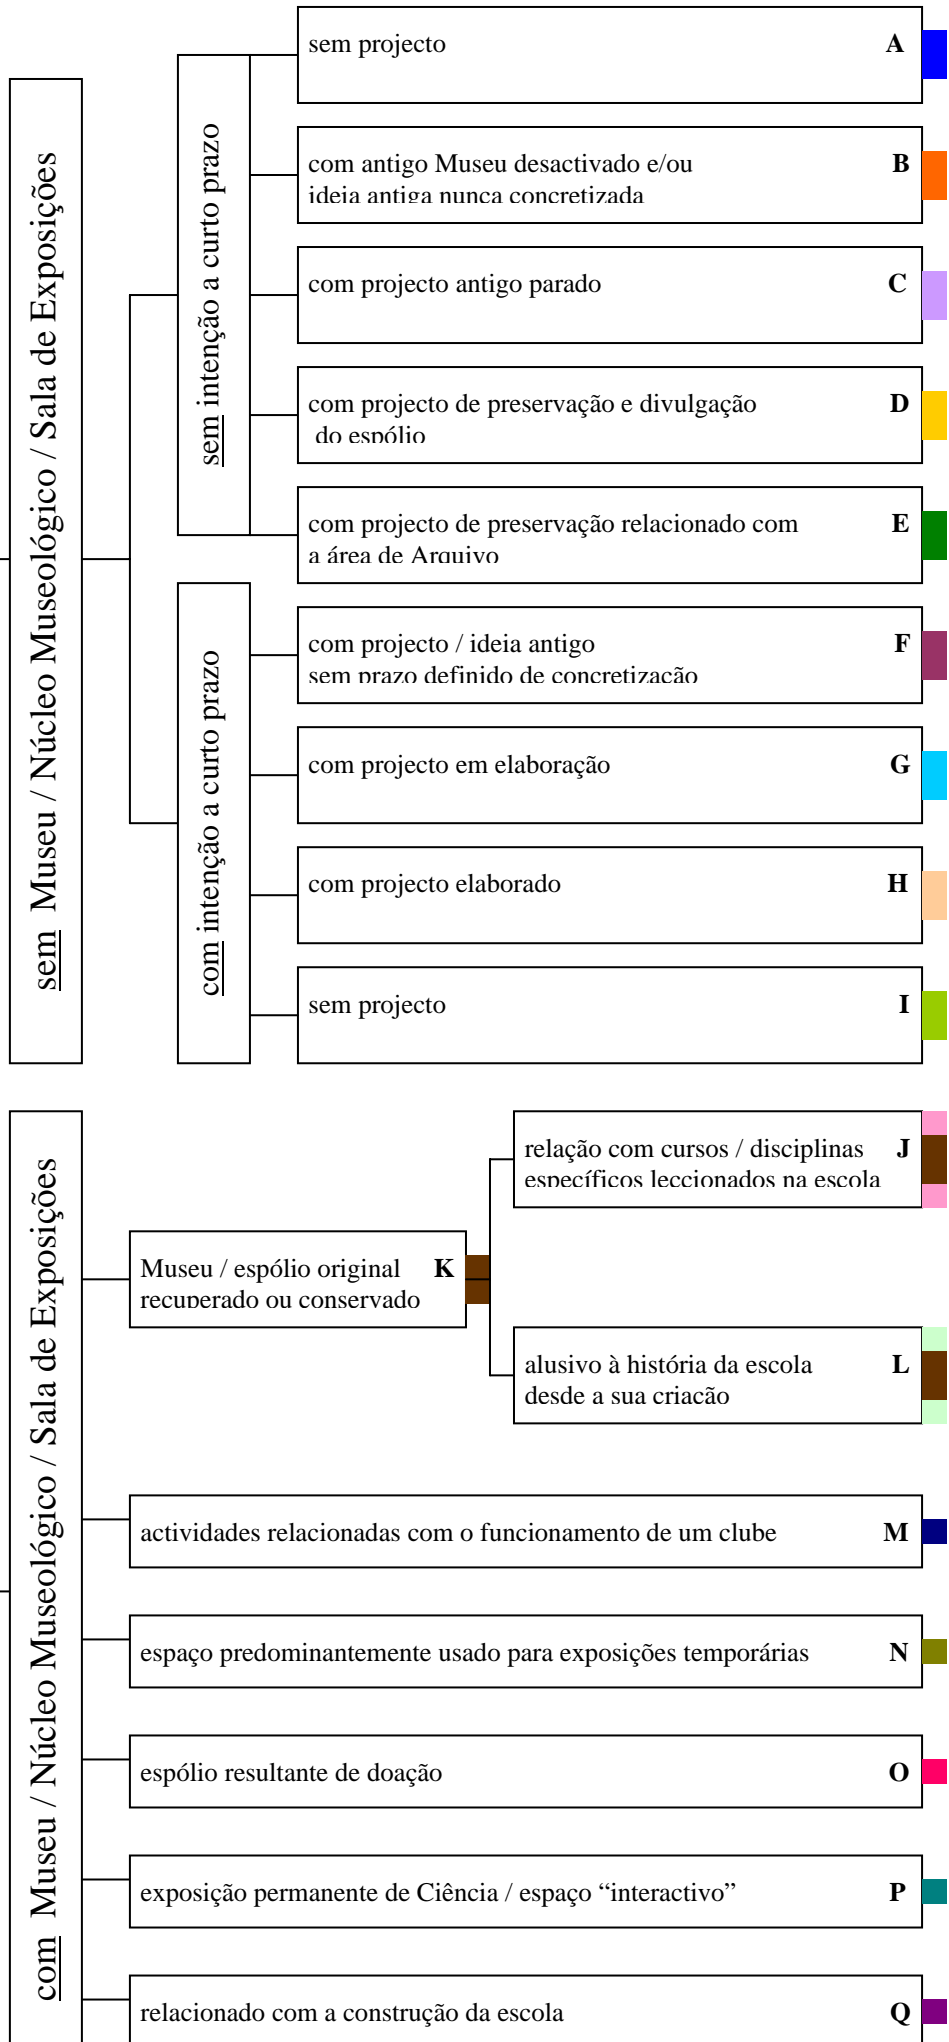 sem Museu / Núcleo Museológico / Sala de Exposições
sem intenção a curto prazo
sem projecto A
com antigo Museu desactivado e/ou B
ideia antiga nunca concretizada
com projecto antigo parado C
com projecto de preservação e divulgação D
do espólio
com projecto de preservação relacionado com E
a área de Arquivo
com intenção a curto prazo
com projecto / ideia antigo F
sem prazo definido de concretização
com projecto em elaboração G
com projecto elaborado H
sem projecto I
com Museu / Núcleo Museológico / Sala de Exposições
Museu / espólio original K
recuperado ou conservado
relação com cursos / disciplinas J
específicos leccionados na escola
alusivo à história da escola L
desde a sua criação
actividades relacionadas com o funcionamento de um clube M
espaço predominantemente usado para exposições temporárias N
espólio resultante de doação O
exposição permanente de Ciência / espaço “interactivo” P
relacionado com a construção da escola Q